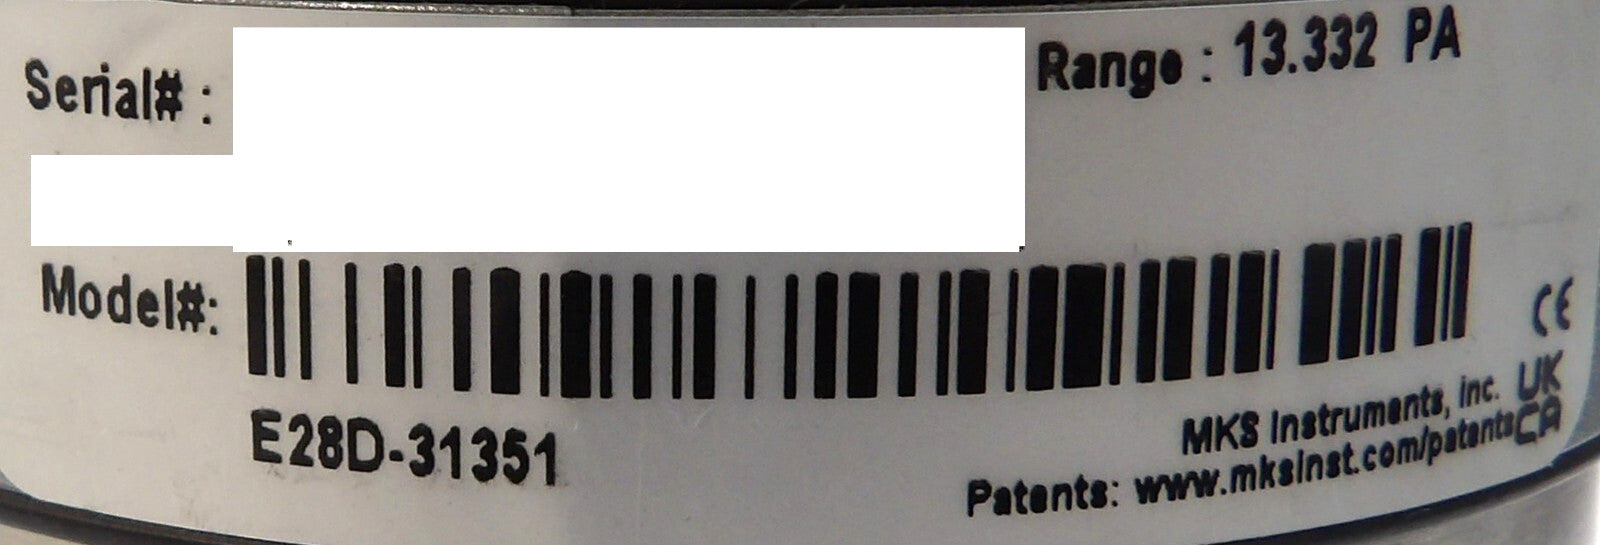 Serial# :
Range : 13.332 PA
Model#:
E28D-31351
CE
UK
CA
MKS Instruments, Inc.
Patents: www.mksinst.com/patents